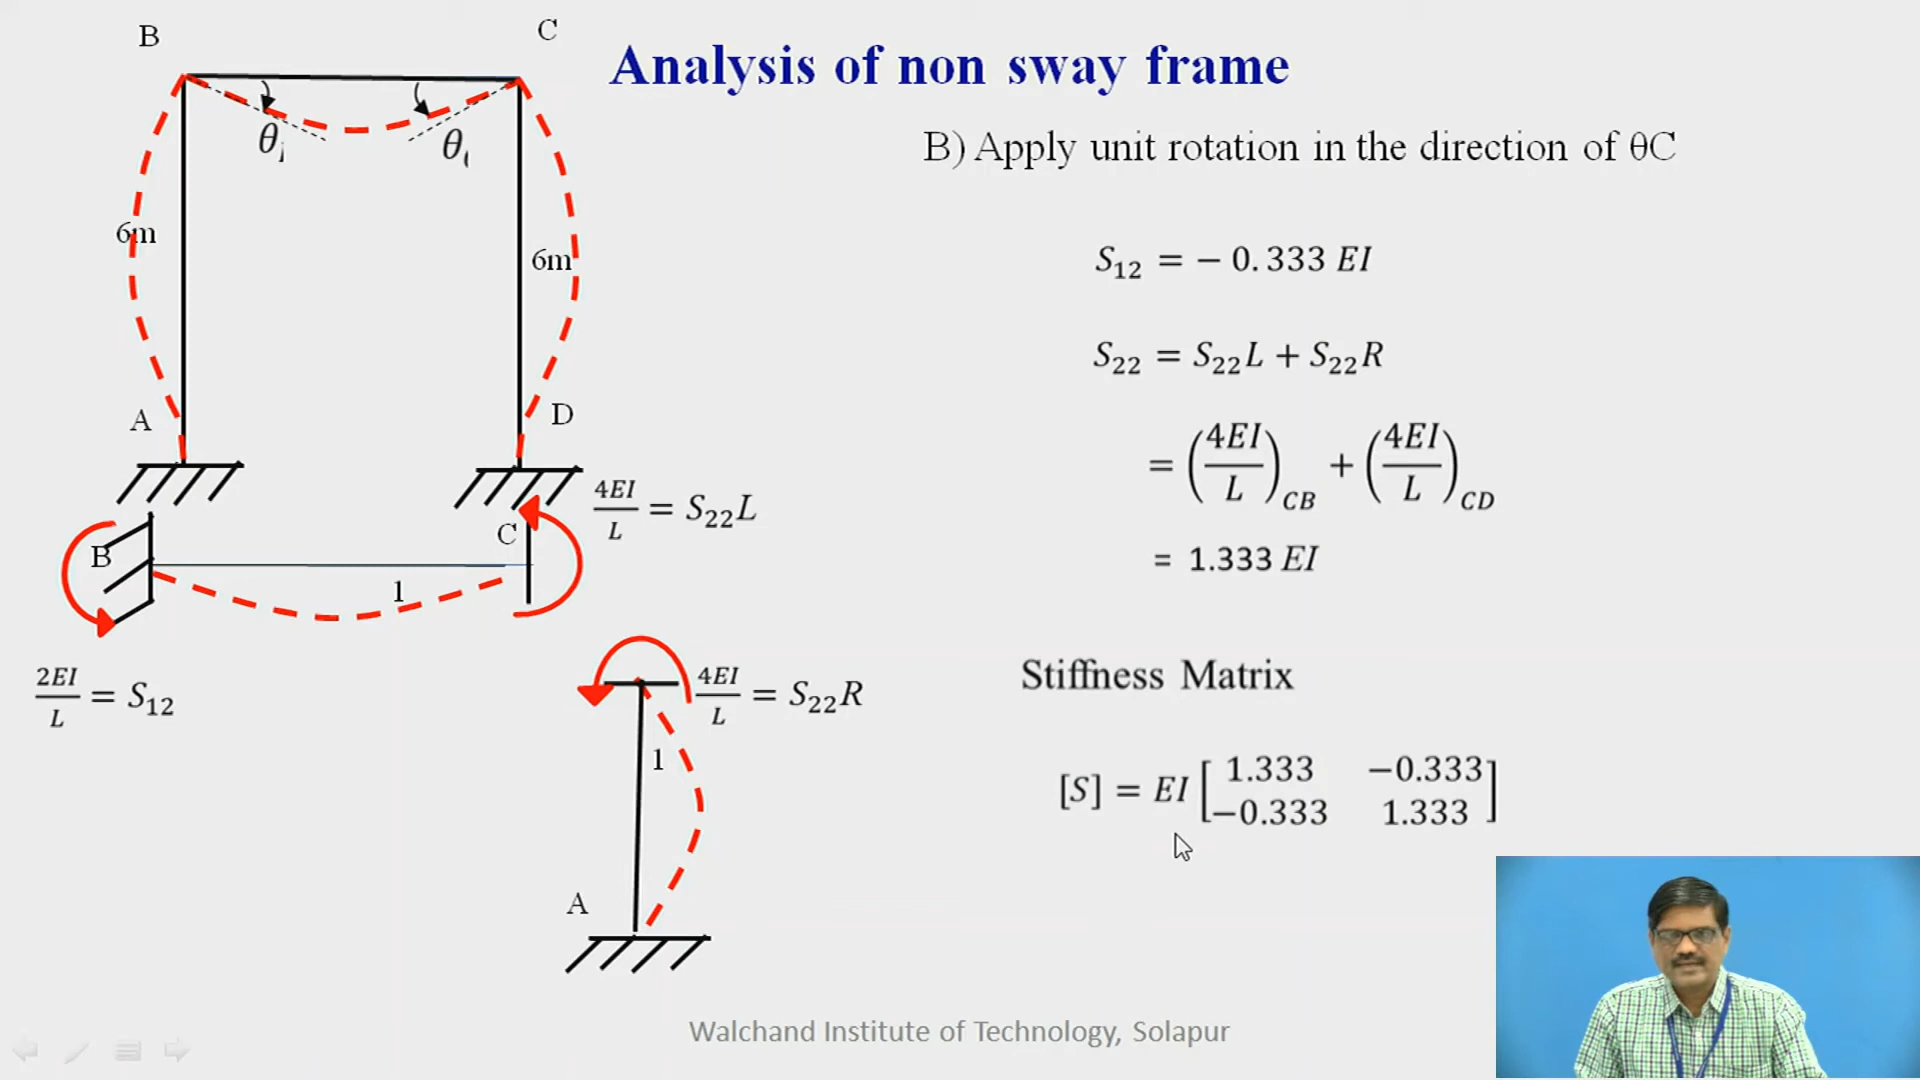 Analysis of non sway frame
B) Apply unit rotation in the direction of θC
B
C
θ
θ
6m
6m
A
D
S₁₂ = − 0.333 EI
S₂₂ = S₂₂L + S₂₂R
= (4EI/L)CB + (4EI/L)CD
= 1.333 EI
4EI/L = S₂₂L
B
C
1
2EI/L = S₁₂
4EI/L = S₂₂R
1
A
Stiffness Matrix
[S] = EI [1.333 −0.333
−0.333 1.333]
Walchand Institute of Technology, Solapur